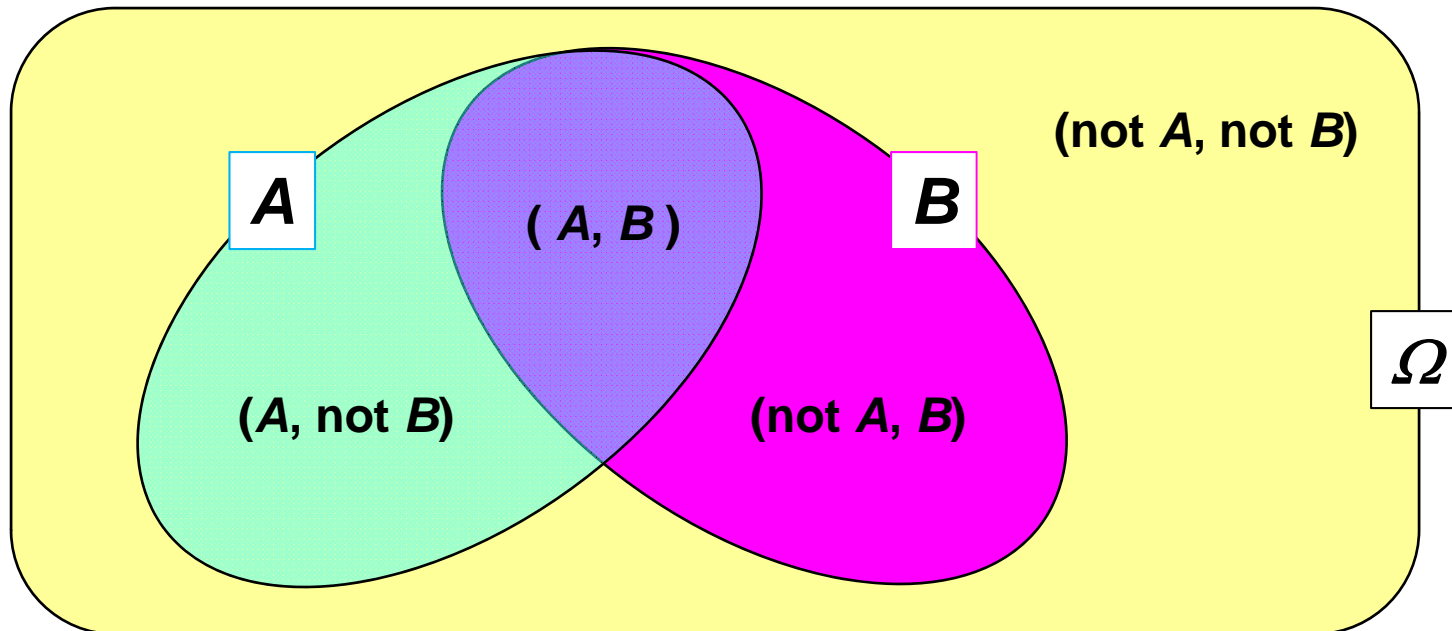 (not A, not B)
A
( A, B )
B
Ω
(A, not B)
(not A, B)